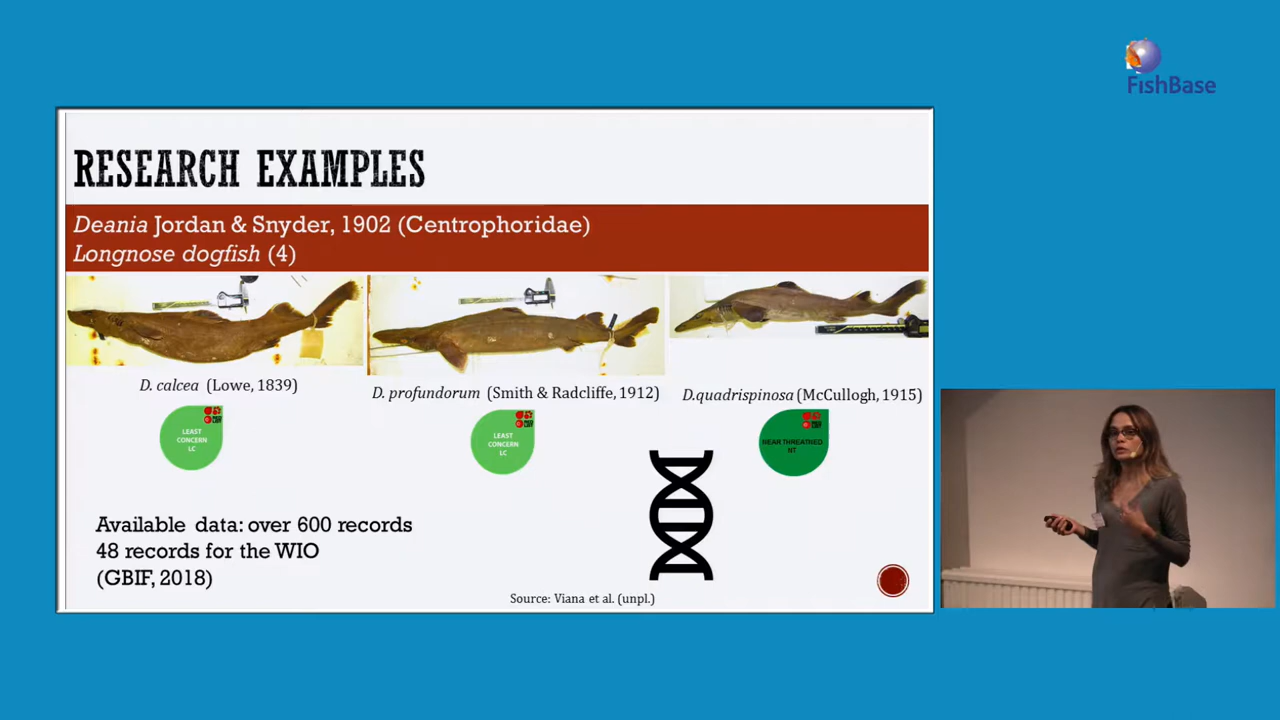 FishBase
RESEARCH EXAMPLES
Deania Jordan & Snyder, 1902 (Centrophoridae)
Longnose dogfish (4)
D. calcea (Lowe, 1839)
D. profundorum (Smith & Radcliffe, 1912)
D.quadrispinosa (McCullogh, 1915)
LEAST
CONCERN
LC
LEAST
CONCERN
LC
NEAR THREATNED
NT
Available data: over 600 records
48 records for the WIO
(GBIF, 2018)
Source: Viana et al. (unpl.)